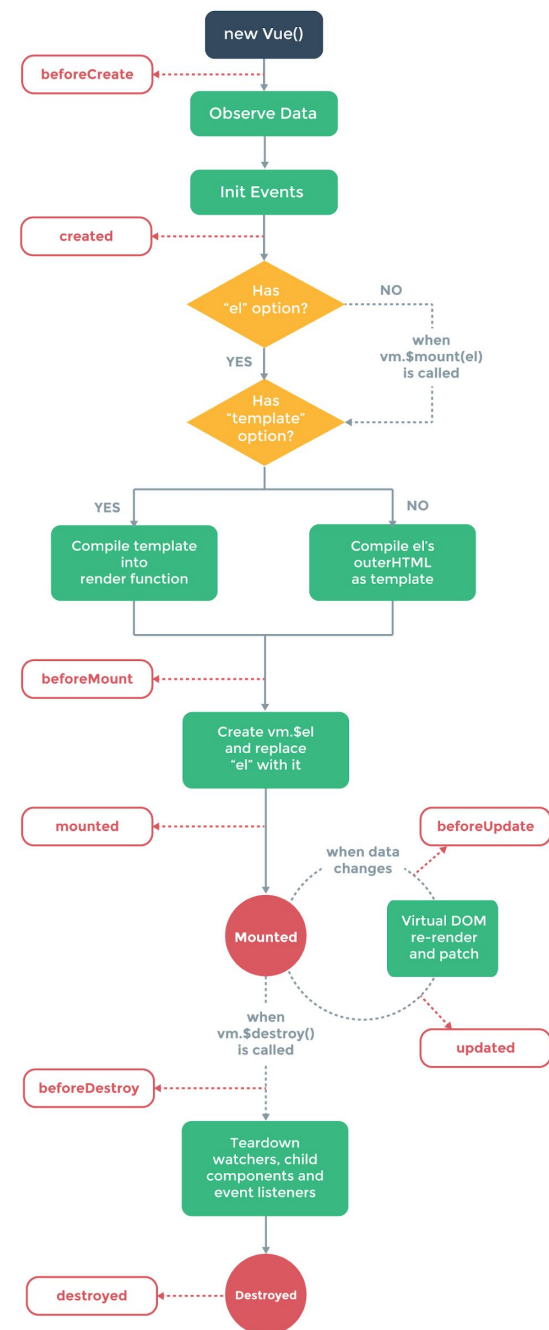 new Vue()
beforeCreate
Observe Data
Init Events
created
Has
"el" option?
NO
when
vm.$mount(el)
is called
YES
Has
“template”
option?
YES
NO
Compile template
into
render function
Compile el's
outerHTML
as template
beforeMount
Create vm.$el
and replace
"el" with it
mounted
beforeUpdate
when data
changes
Mounted
Virtual DOM
re-render
and patch
when
vm.$destroy()
is called
updated
beforeDestroy
Teardown
watchers, child
components and
event listeners
destroyed
Destroyed